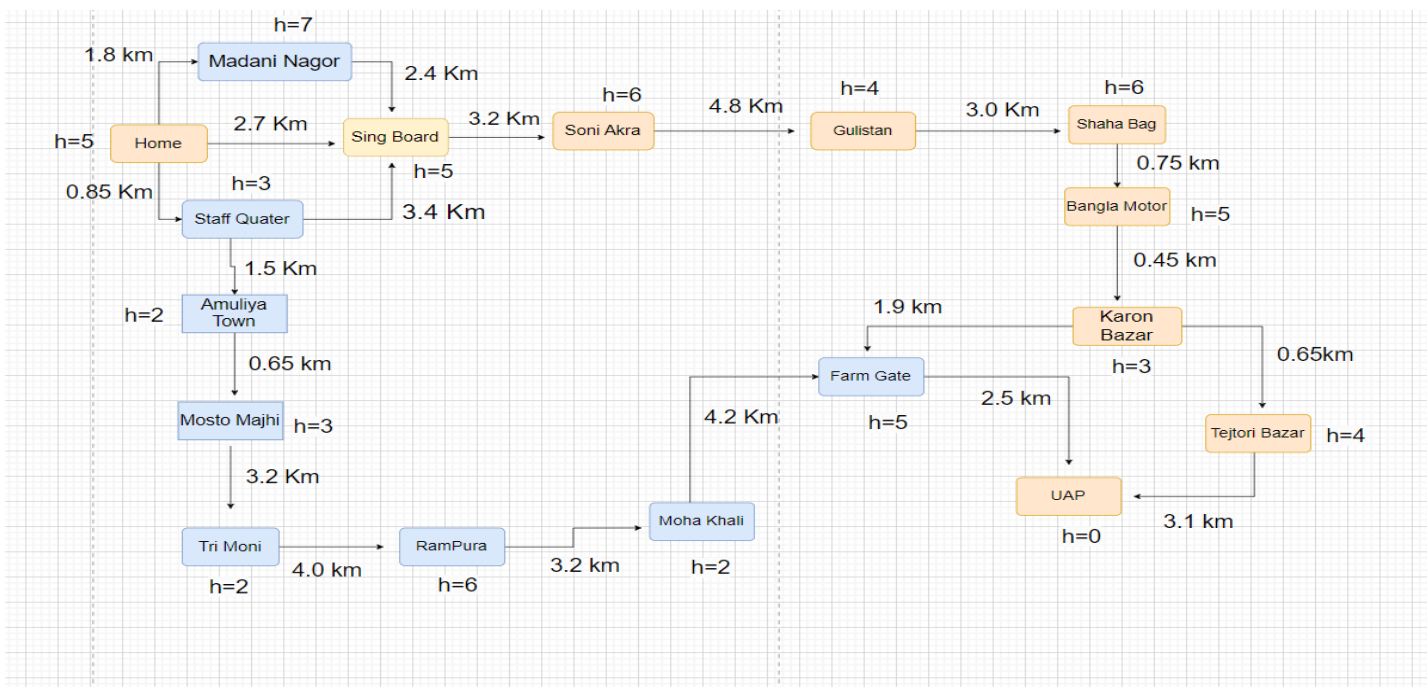 h=7
1.8 km
Madani Nagor
2.4 Km
h=6
h=4
h=6
4.8 Km
3.0 Km
2.7 Km
3.2 Km
Soni Akra
Gulistan
Shaha Bag
h=5
Home
Sing Board
h=5
0.75 km
0.85 Km
h=3
Staff Quater
3.4 Km
Bangla Motor
h=5
1.5 Km
0.45 km
h=2
Amuliya
Town
1.9 km
Karon
Bazar
0.65 km
h=3
0.65km
Farm Gate
2.5 km
Mosto Majhi
h=3
4.2 Km
h=5
Tejtori Bazar
h=4
3.2 Km
UAP
Moha Khali
3.1 km
h=0
Tri Moni
RamPura
4.0 km
3.2 km
h=2
h=2
h=6